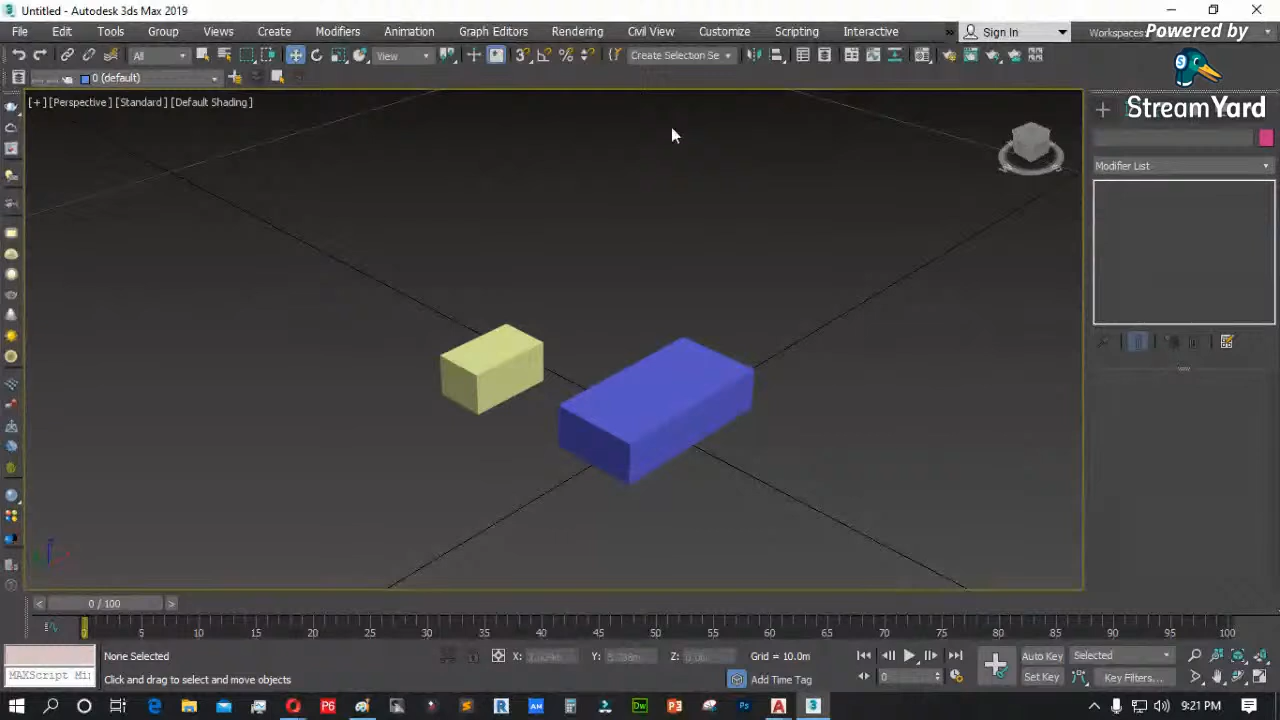 Untitled - Autodesk 3ds Max 2019
File Edit Tools Group Views Create Modifiers Animation Graph Editors Rendering Civil View Customize Scripting Interactive » Sign In Workspaces
Powered by
StreamYard
All View Create Selection Se
0 (default)
[+] [Perspective ] [Standard ] [Default Shading ]
Modifier List
0 / 100
0 5 10 15 20 25 30 35 40 45 50 55 60 65 70 75 80 85 90 95 100
None Selected X: Y: Z: Grid = 10.0m Auto Key Selected
MAXScript Mi: Click and drag to select and move objects Add Time Tag 0 Set Key Key Filters...
9:21 PM